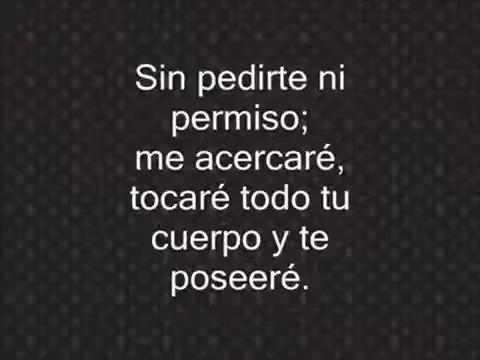 Sin pedirte ni
permiso;
me acercaré,
tocaré todo tu
cuerpo y te
poseeré.